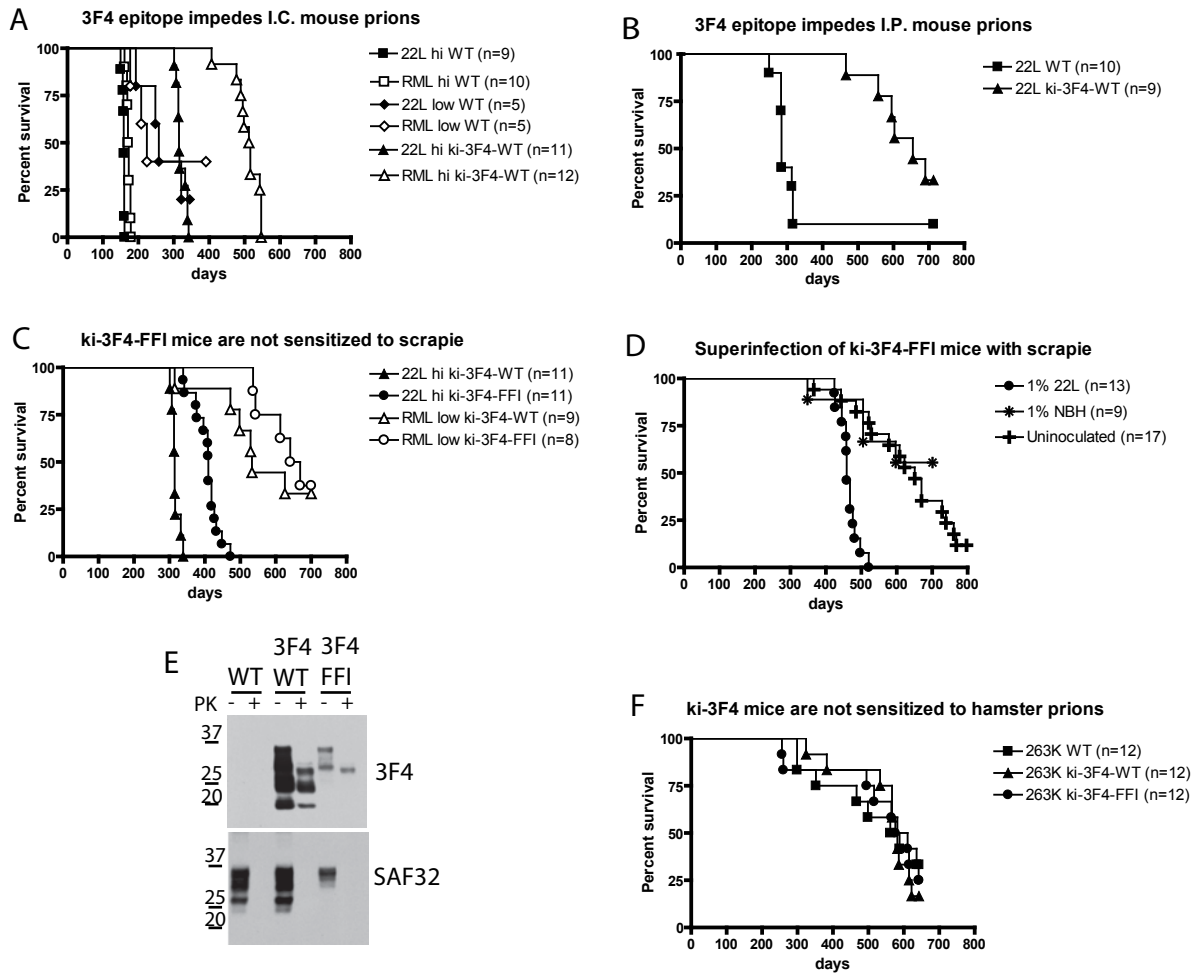 A
3F4 epitope impedes I.C. mouse prions
Percent survival
100
75
50
25
0
0 100 200 300 400 500 600 700 800
days
22L hi WT (n=9)
RML hi WT (n=10)
22L low WT (n=5)
RML low WT (n=5)
22L hi ki-3F4-WT (n=11)
RML hi ki-3F4-WT (n=12)
B
3F4 epitope impedes I.P. mouse prions
Percent survival
100
75
50
25
0
0 100 200 300 400 500 600 700 800
days
22L WT (n=10)
22L ki-3F4-WT (n=9)
C
ki-3F4-FFI mice are not sensitized to scrapie
Percent survival
100
75
50
25
0
0 100 200 300 400 500 600 700 800
days
22L hi ki-3F4-WT (n=11)
22L hi ki-3F4-FFI (n=11)
RML low ki-3F4-WT (n=9)
RML low ki-3F4-FFI (n=8)
D
Superinfection of ki-3F4-FFI mice with scrapie
Percent survival
100
75
50
25
0
0 100 200 300 400 500 600 700 800
days
1% 22L (n=13)
1% NBH (n=9)
Uninoculated (n=17)
E
3F4 3F4
WT WT FFI
PK - + - + - +
37
25
20
3F4
37
25
20
SAF32
F
ki-3F4 mice are not sensitized to hamster prions
Percent survival
100
75
50
25
0
0 100 200 300 400 500 600 700 800
days
263K WT (n=12)
263K ki-3F4-WT (n=12)
263K ki-3F4-FFI (n=12)